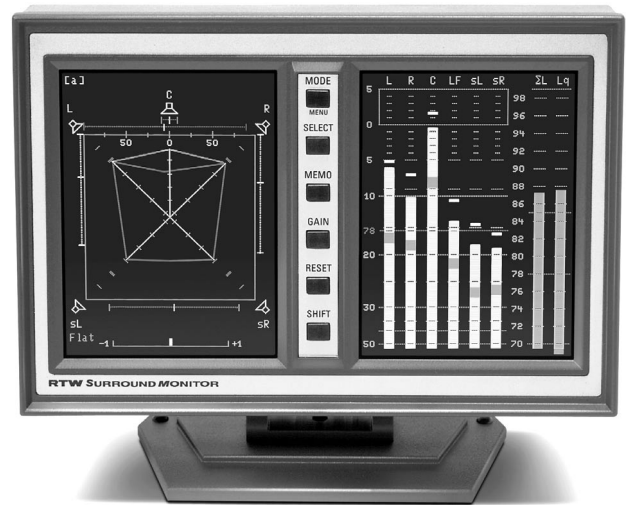 [a]
C
L R
50 0 50
sL sR
Flat
-1 +1
MODE
MENU
SELECT
MEMO
GAIN
RESET
SHIFT
L R C LF sL sR ΣL Lq
5
0
5
10
78
20
30
50
98
96
94
92
90
88
86
84
82
80
78
76
74
72
70
RTW SURROUND MONITOR